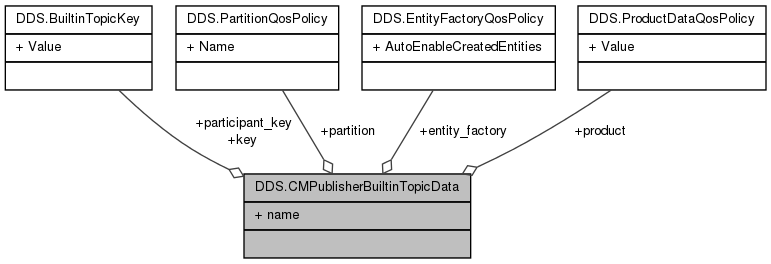 DDS.BuiltinTopicKey
+ Value
DDS.PartitionQosPolicy
+ Name
DDS.EntityFactoryQosPolicy
+ AutoEnableCreatedEntities
DDS.ProductDataQosPolicy
+ Value
+participant_key
+key
+partition
+entity_factory
+product
DDS.CMPublisherBuiltinTopicData
+ name